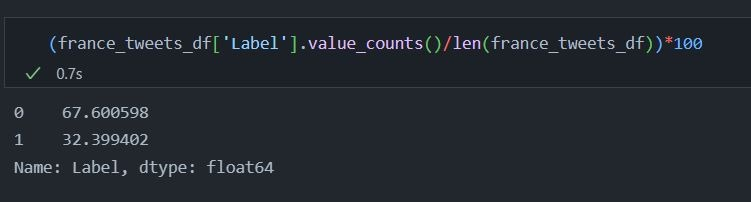 (france_tweets_df['Label'].value_counts()/len(france_tweets_df))*100
✓ 0.7s
0    67.600598
1    32.399402
Name: Label, dtype: float64